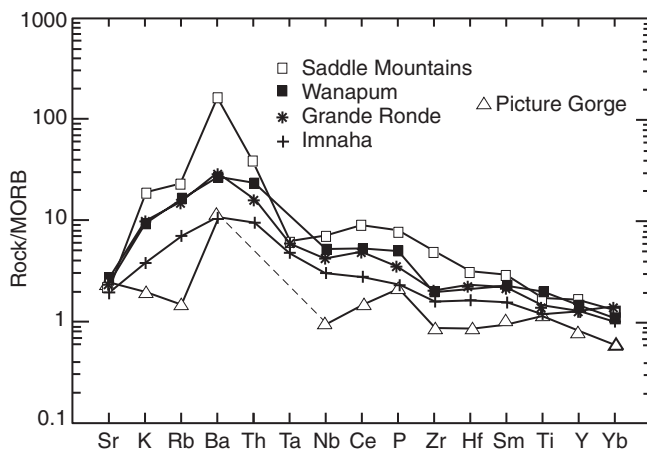 1000
100
10
1
0.1
Rock/MORB
Saddle Mountains
Wanapum
Grande Ronde
Imnaha
Picture Gorge
Sr K Rb Ba Th Ta Nb Ce P Zr Hf Sm Ti Y Yb